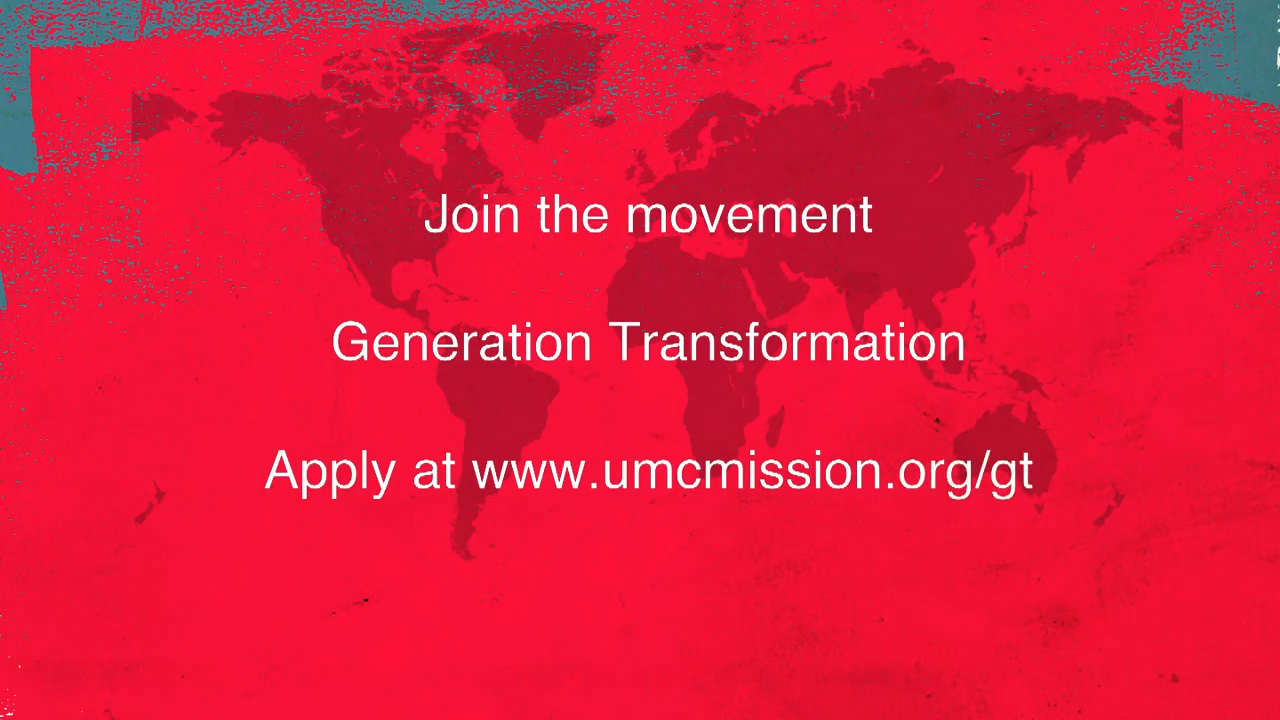 Join the movement
Generation Transformation
Apply at www.umcmission.org/gt